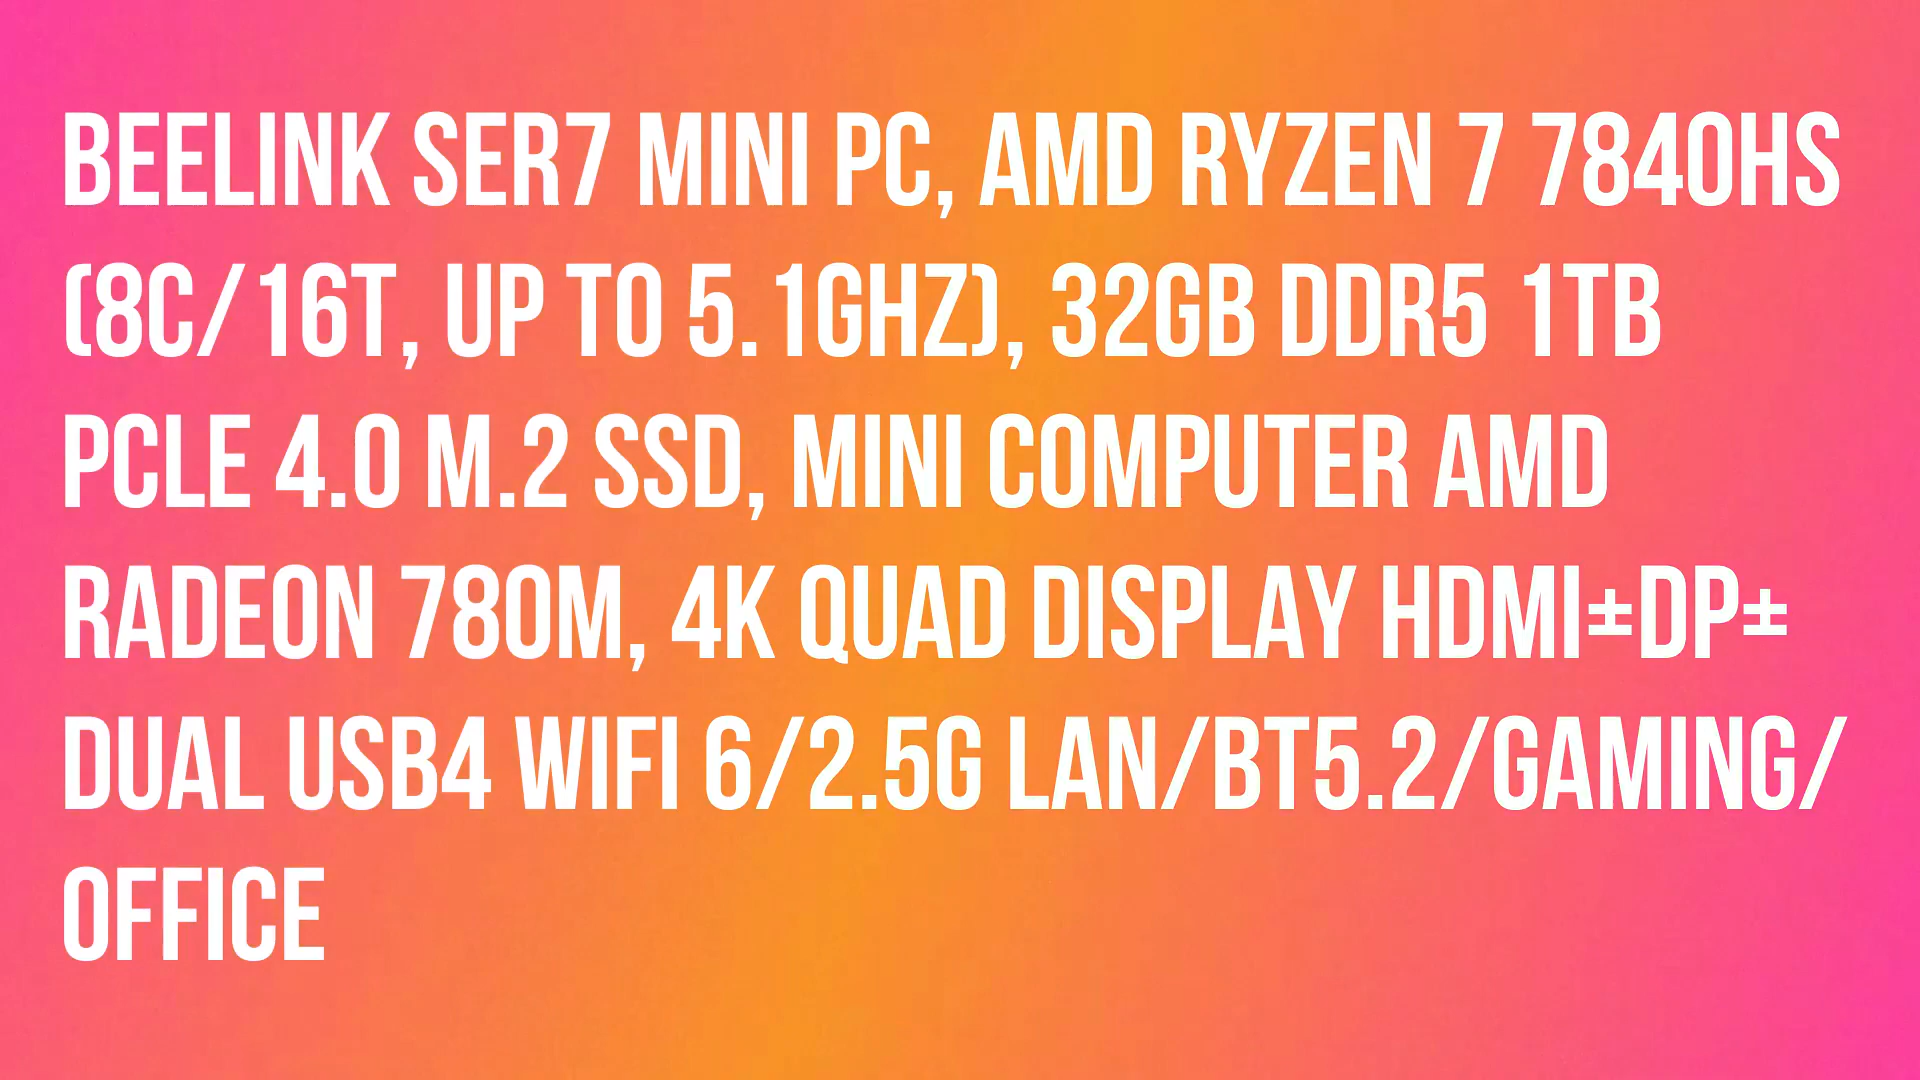 BEELINK SER7 MINI PC, AMD RYZEN 7 7840HS
(8C/16T, UP TO 5.1GHZ), 32GB DDR5 1TB
PCLE 4.0 M.2 SSD, MINI COMPUTER AMD
RADEON 780M, 4K QUAD DISPLAY HDMI±DP±
DUAL USB4 WIFI 6/2.5G LAN/BT5.2/GAMING/
OFFICE